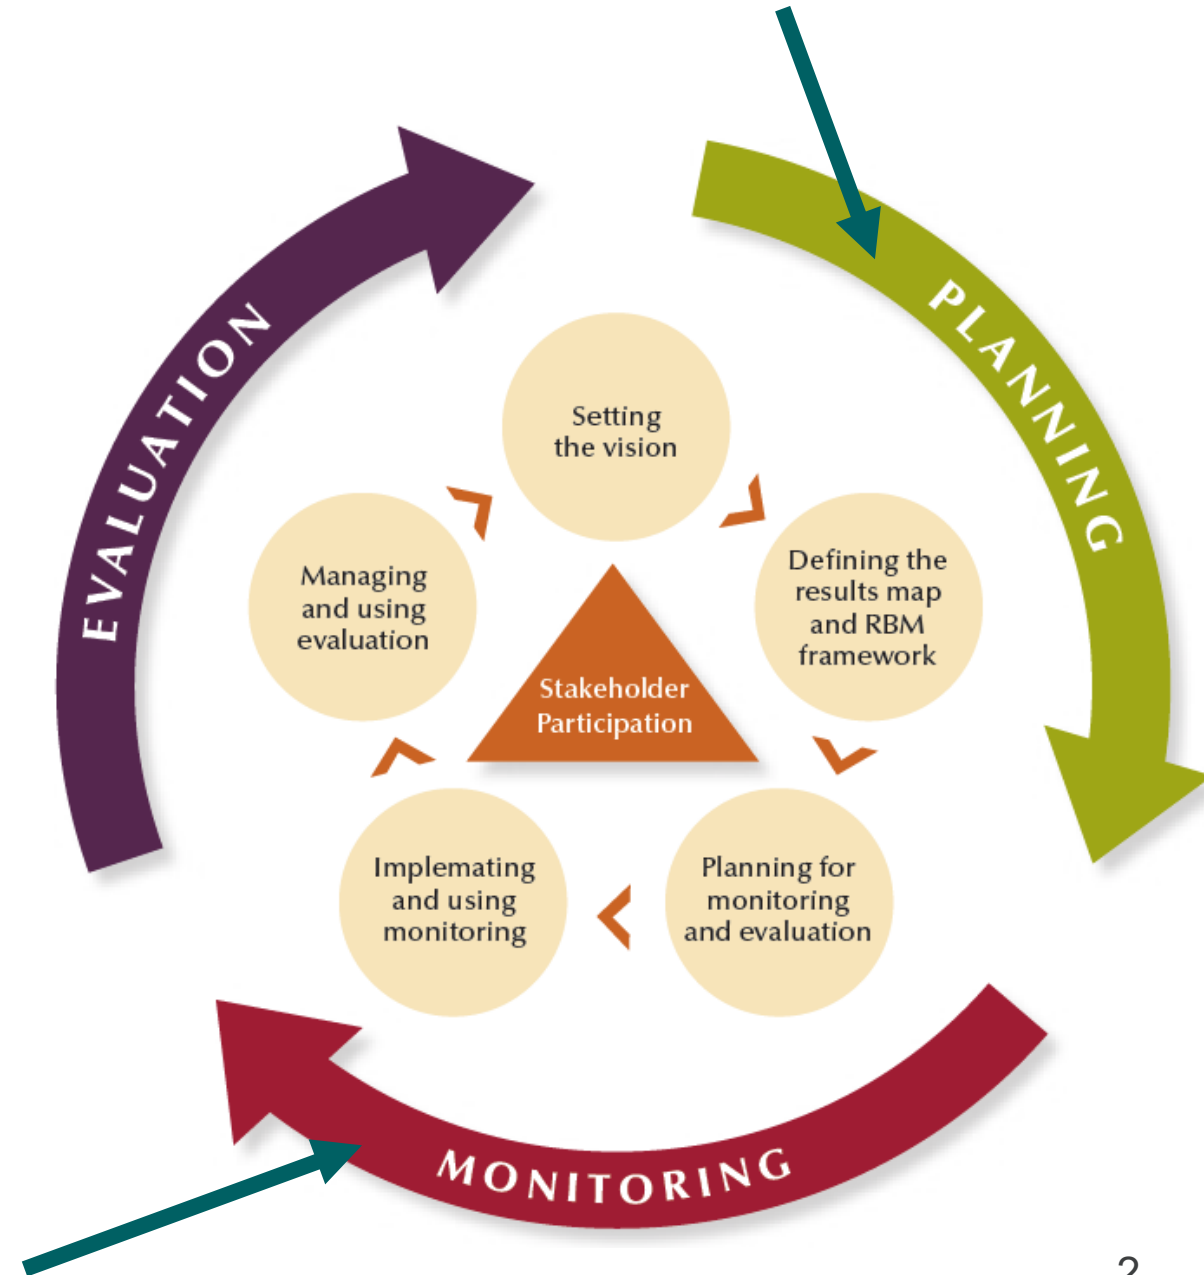 EVALUATION
PLANNING
Setting
the vision
Managing
and using
evaluation
Defining the
results map
and RBM
framework
Stakeholder
Participation
Implemating
and using
monitoring
Planning for
monitoring
and evaluation
MONITORING
2